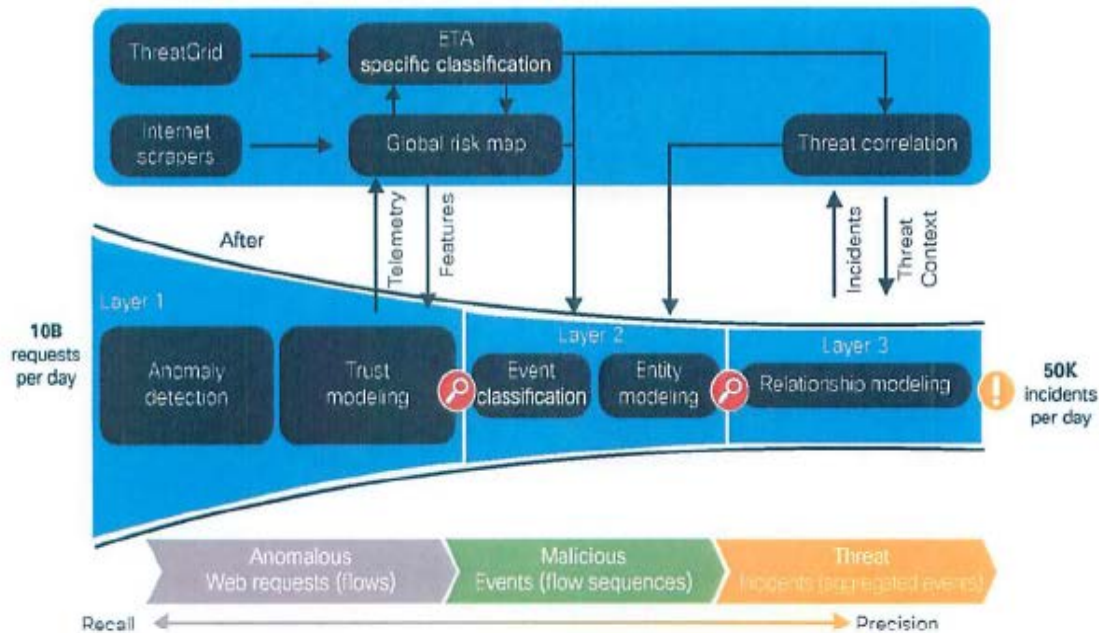 ThreatGrid
ETA
specific classification
Internet
scrapers
Global risk map
Threat correlation
After
Telemetry
Features
Incidents
Threat
Context
Layer 1
Layer 2
Layer 3
10B
requests
per day
Anomaly
detection
Trust
modeling
Event
classification
Entity
modeling
Relationship modeling
50K
incidents
per day
Anomalous
Web requests (flows)
Malicious
Events (flow sequences)
Threat
Incidents (aggregated events)
Recall
Precision